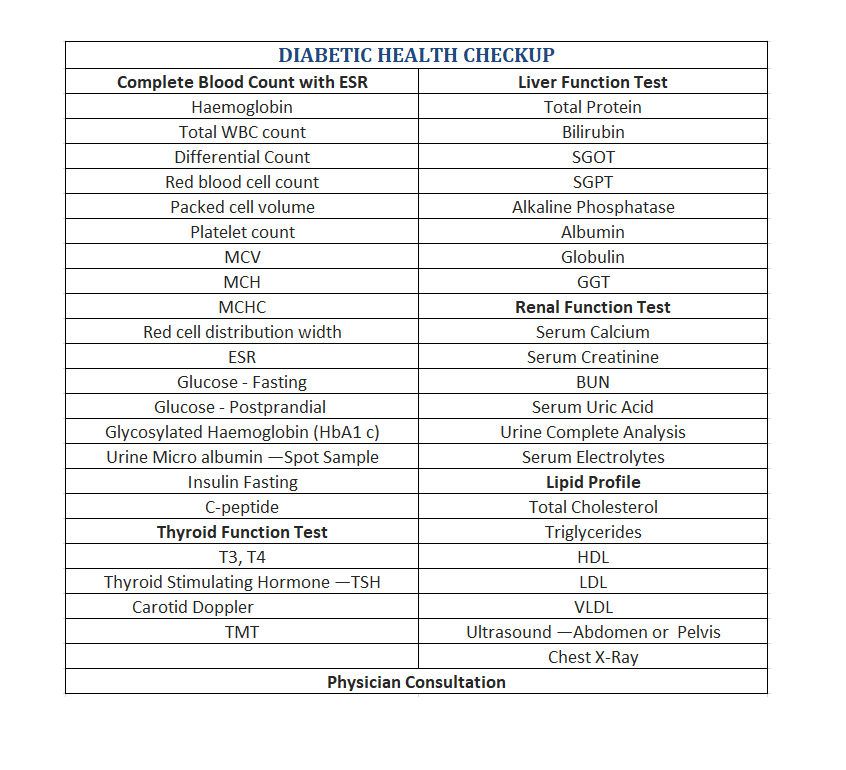 DIABETIC HEALTH CHECKUP
Complete Blood Count with ESR Liver Function Test
Haemoglobin Total Protein
Total WBC count Bilirubin
Differential Count SGOT
Red blood cell count SGPT
Packed cell volume Alkaline Phosphatase
Platelet count Albumin
MCV Globulin
MCH GGT
MCHC Renal Function Test
Red cell distribution width Serum Calcium
ESR Serum Creatinine
Glucose - Fasting BUN
Glucose - Postprandial Serum Uric Acid
Glycosylated Haemoglobin (HbA1 c) Urine Complete Analysis
Urine Micro albumin —Spot Sample Serum Electrolytes
Insulin Fasting Lipid Profile
C-peptide Total Cholesterol
Thyroid Function Test Triglycerides
T3, T4 HDL
Thyroid Stimulating Hormone —TSH LDL
Carotid Doppler VLDL
TMT Ultrasound —Abdomen or  Pelvis
Chest X-Ray
Physician Consultation